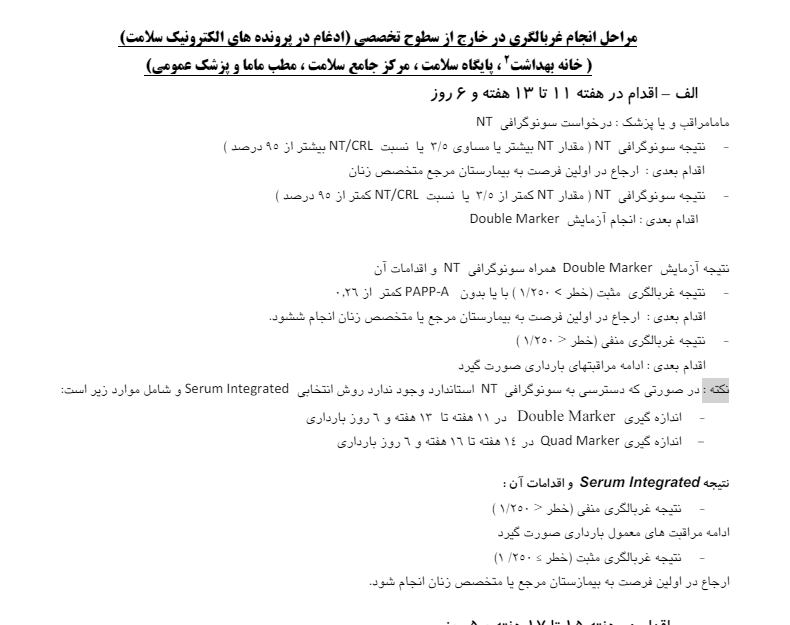 مراحل انجام غربالگری در خارج از سطوح تخصصی (ادغام در پرونده های الکترونیک سلامت)
( خانه بهداشت۲ ، پایگاه سلامت ، مرکز جامع سلامت ، مطب ماما و پزشک عمومی)
الف – اقدام در هفته ۱۱ تا ۱۳ هفته و ۶ روز
مامامراقب و یا پزشک : درخواست سونوگرافی NT
- نتیجه سونوگرافی NT ( مقدار NT بیشتر یا مساوی ۳/۵ یا نسبت NT/CRL بیشتر از ۹۵ درصد )
اقدام بعدی : ارجاع در اولین فرصت به بیمارستان مرجع متخصص زنان
- نتیجه سونوگرافی NT ( مقدار NT کمتر از ۳/۵ یا نسبت NT/CRL کمتر از ۹۵ درصد )
اقدام بعدی : انجام آزمایش Double Marker
نتیجه آزمایش Double Marker همراه سونوگرافی NT و اقدامات آن
- نتیجه غربالگری مثبت (خطر > ۱/۲۵۰ ) با یا بدون PAPP-A کمتر از ۰,۲۶
اقدام بعدی : ارجاع در اولین فرصت به بیمارستان مرجع یا متخصص زنان انجام ششود.
- نتیجه غربالگری منفی (خطر < ۱/۲۵۰ )
اقدام بعدی : ادامه مراقبتهای بارداری صورت گیرد
نکته : در صورتی که دسترسی به سونوگرافی NT استاندارد وجود ندارد روش انتخابی Serum Integrated و شامل موارد زیر است:
- اندازه گیری Double Marker در ۱۱ هفته تا ۱۳ هفته و ۶ روز بارداری
- اندازه گیری Quad Marker در ۱٤ هفته تا ۱۶ هفته و ۶ روز بارداری
نتیجه Serum Integrated و اقدامات آن :
- نتیجه غربالگری منفی (خطر < ۱/۲۵۰ )
ادامه مراقبت های معمول بارداری صورت گیرد
- نتیجه غربالگری مثبت (خطر ≥ ۲۵۰/ ۱)
ارجاع در اولین فرصت به بیمازستان مرجع یا متخصص زنان انجام شود.